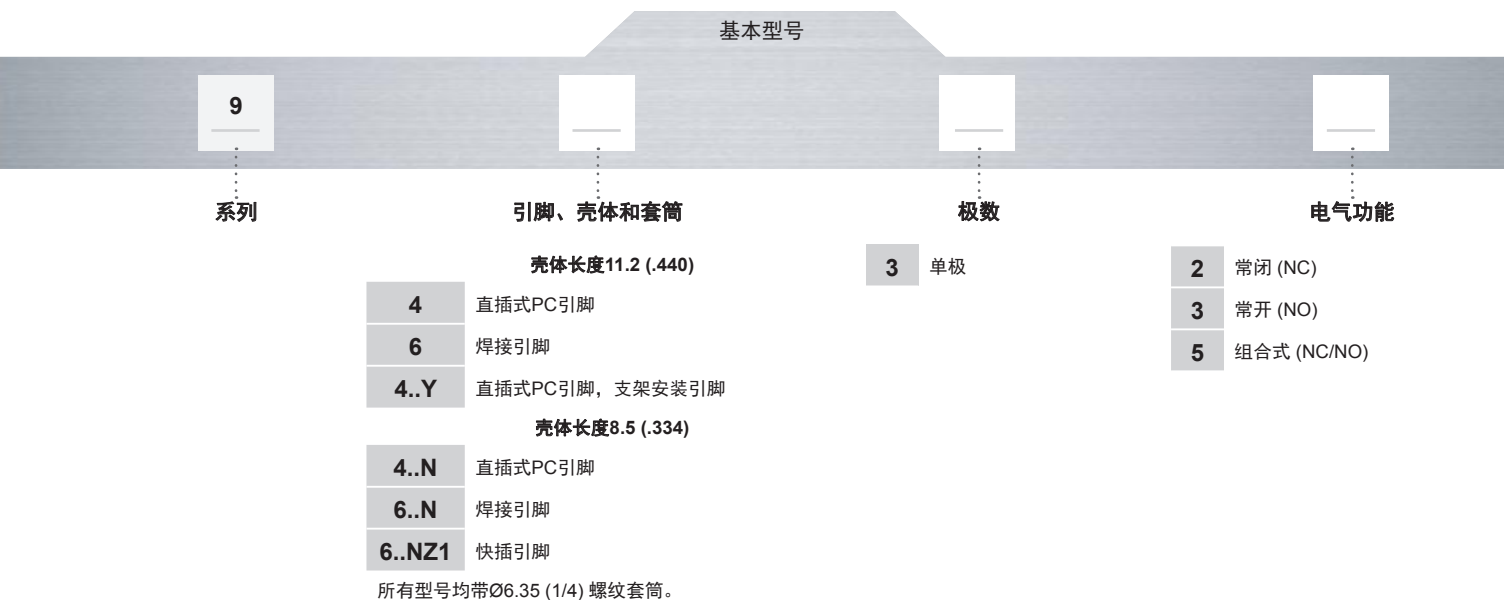 基本型号
9
系列
引脚、壳体和套筒
极数
电气功能
壳体长度11.2 (.440)
4 直插式PC引脚
6 焊接引脚
4..Y 直插式PC引脚，支架安装引脚
壳体长度8.5 (.334)
4..N 直插式PC引脚
6..N 焊接引脚
6..NZ1 快插引脚
所有型号均带Ø6.35 (1/4) 螺纹套筒。
3 单极
2 常闭 (NC)
3 常开 (NO)
5 组合式 (NC/NO)